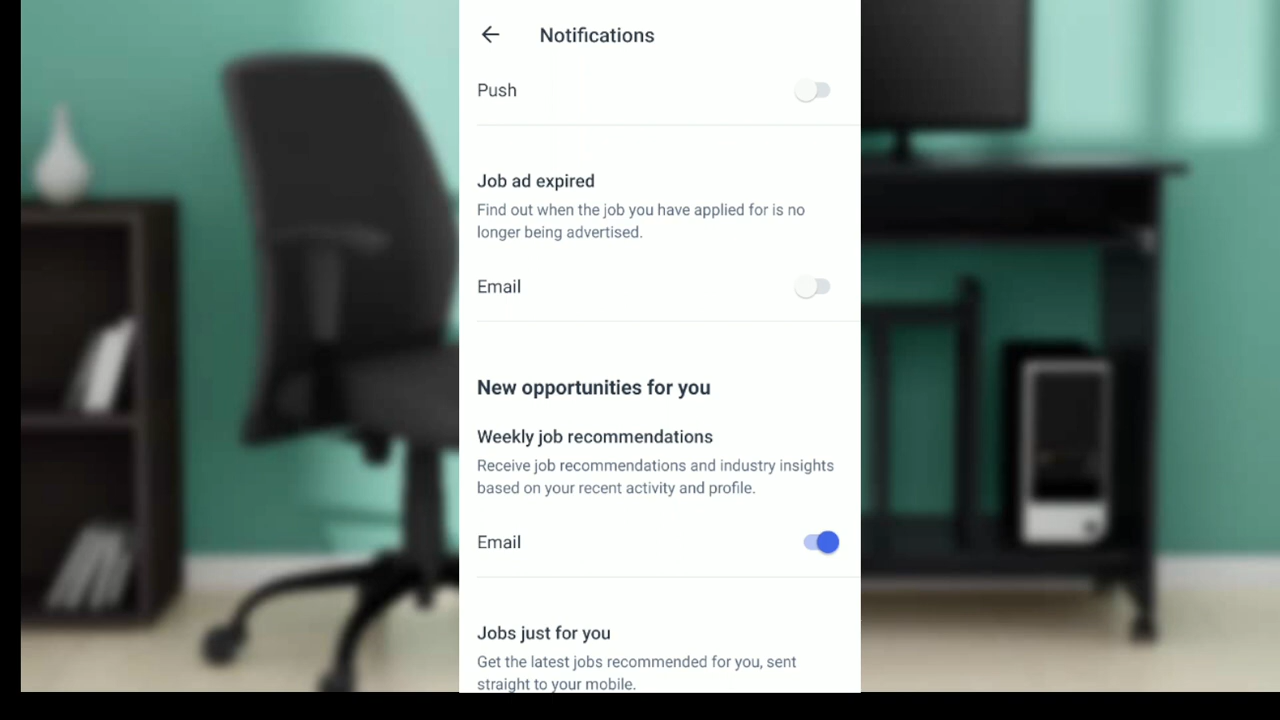 Notifications
Push
Job ad expired
Find out when the job you have applied for is no
longer being advertised.
Email
New opportunities for you
Weekly job recommendations
Receive job recommendations and industry insights
based on your recent activity and profile.
Email
Jobs just for you
Get the latest jobs recommended for you, sent
straight to your mobile.